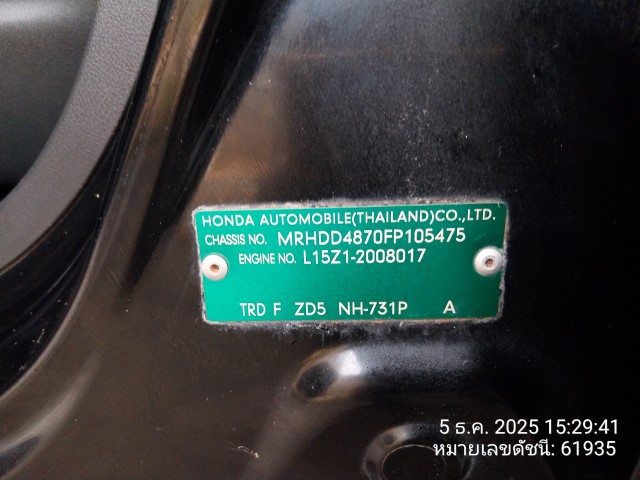 HONDA AUTOMOBILE(THAILAND)CO.,LTD.
CHASSIS NO. MRHDD4870FP105475
ENGINE NO. L15Z1-2008017
TRD F ZD5 NH-731P A
5 ธ.ค. 2025 15:29:41
หมายเลขดัชนี: 61935